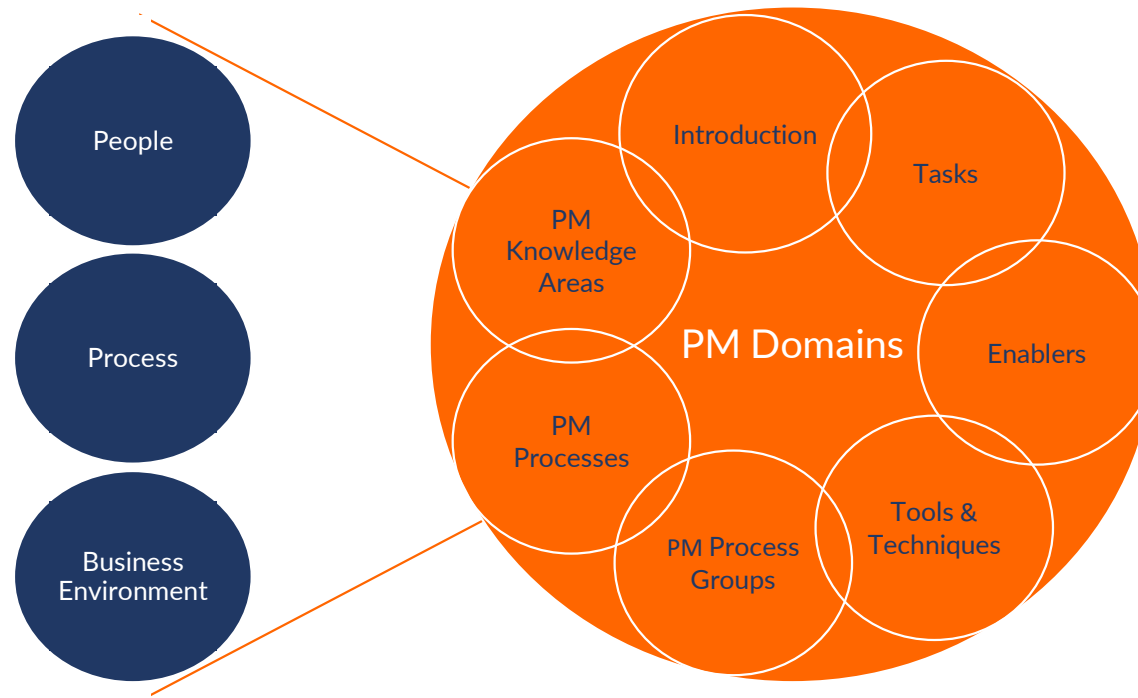 People
Process
Business
Environment
Introduction
Tasks
PM
Knowledge
Areas
PM Domains
Enablers
PM
Processes
Tools &
Techniques
PM Process
Groups